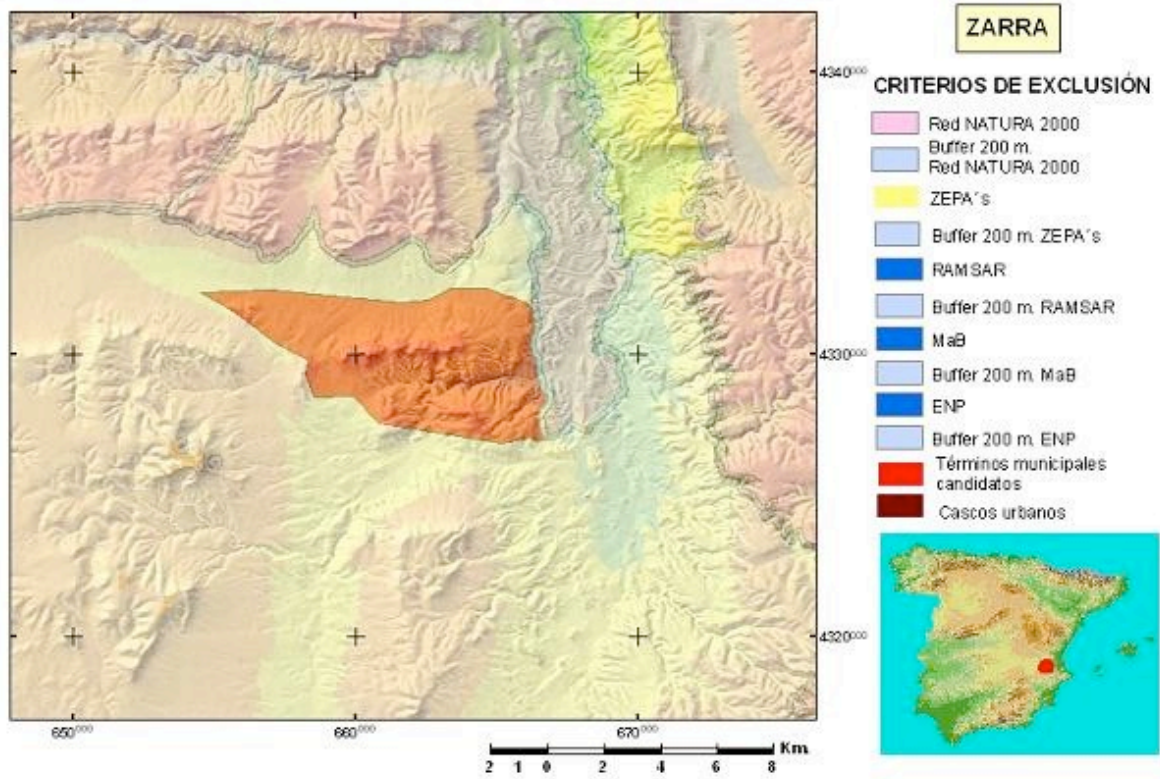 ZARRA
CRITERIOS DE EXCLUSIÓN
Red NATURA 2000
Buffer 200 m.
Red NATURA 2000
ZEPA´s
Buffer 200 m. ZEPA´s
RAMSAR
Buffer 200 m. RAMSAR
MaB
Buffer 200 m. MaB
ENP
Buffer 200 m. ENP
Términos municipales
candidatos
Cascos urbanos
4340000
4330000
4320000
650000
660000
670000
Km.
2 1 0 2 4 6 8